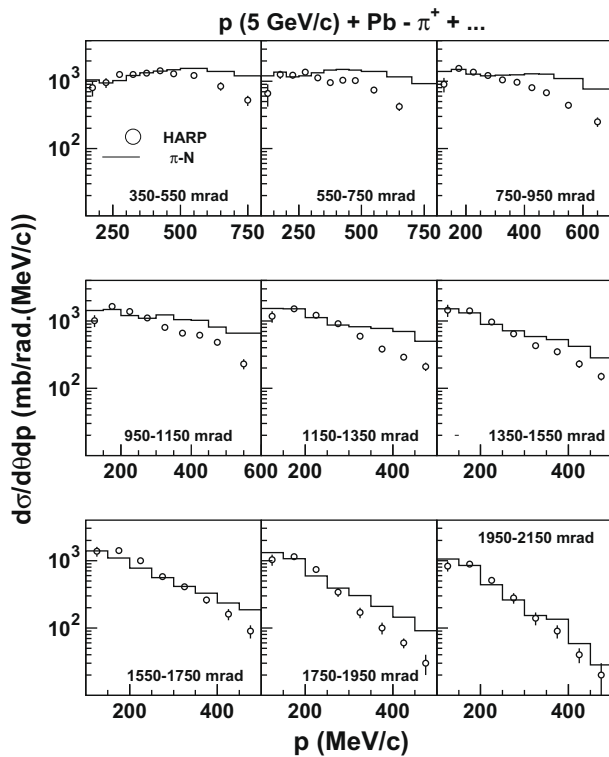 p (5 GeV/c) + Pb - π⁺ + ...
dσ/dθdp (mb/rad.(MeV/c))
10³
10²
HARP
π-N
350-550 mrad
250 500 750
550-750 mrad
250 500 750
750-950 mrad
200 400 600
10³
10²
950-1150 mrad
200 400 600
1150-1350 mrad
200 400
1350-1550 mrad
200 400
10³
10²
1550-1750 mrad
200 400
1750-1950 mrad
200 400
1950-2150 mrad
200 400
p (MeV/c)